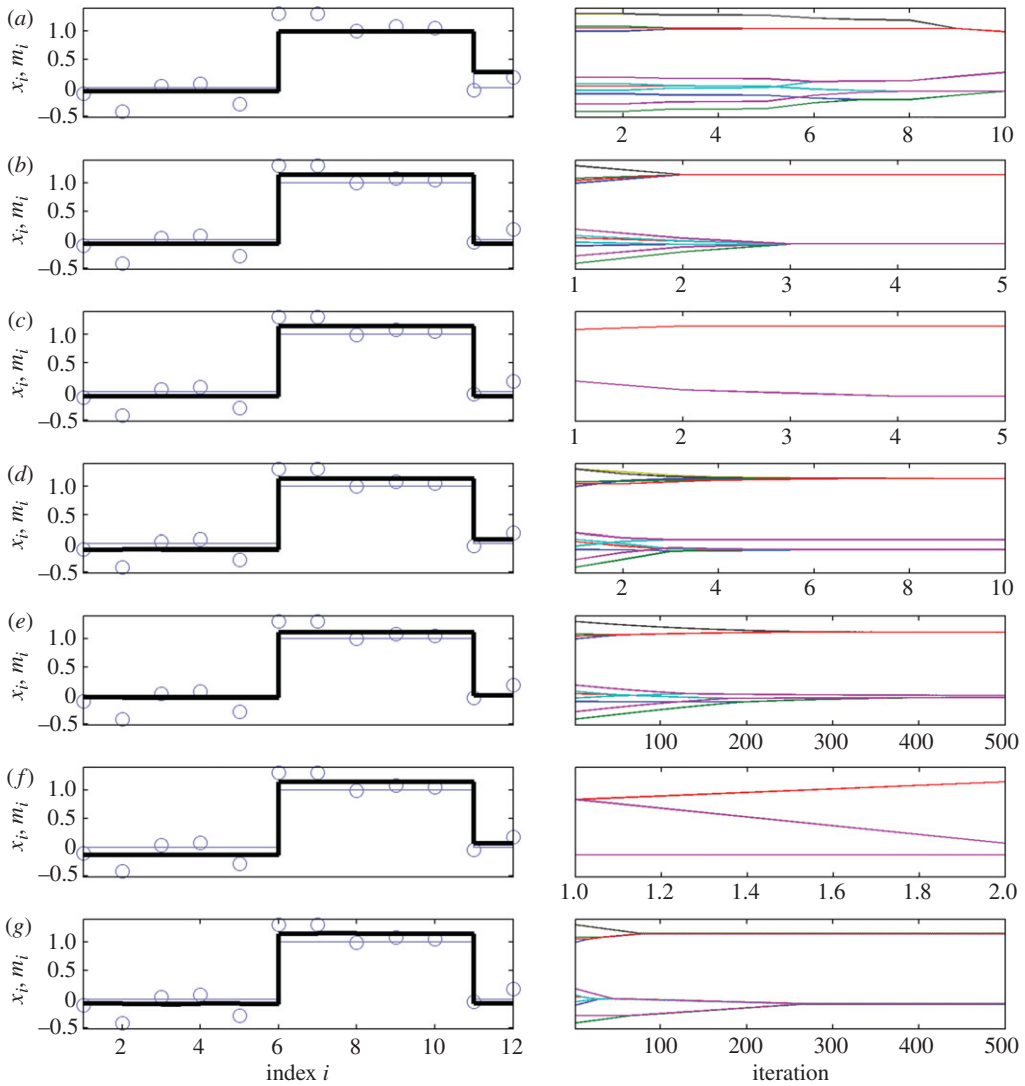 (a)
x_i, m_i
1.0
0.5
0
−0.5
2 4 6 8 10
(b)
x_i, m_i
1.0
0.5
0
−0.5
1 2 3 4 5
(c)
x_i, m_i
1.0
0.5
0
−0.5
1 2 3 4 5
(d)
x_i, m_i
1.0
0.5
0
−0.5
2 4 6 8 10
(e)
x_i, m_i
1.0
0.5
0
−0.5
100 200 300 400 500
(f)
x_i, m_i
1.0
0.5
0
−0.5
1.0 1.2 1.4 1.6 1.8 2.0
(g)
x_i, m_i
1.0
0.5
0
−0.5
2 4 6 8 10 12
index i
100 200 300 400 500
iteration